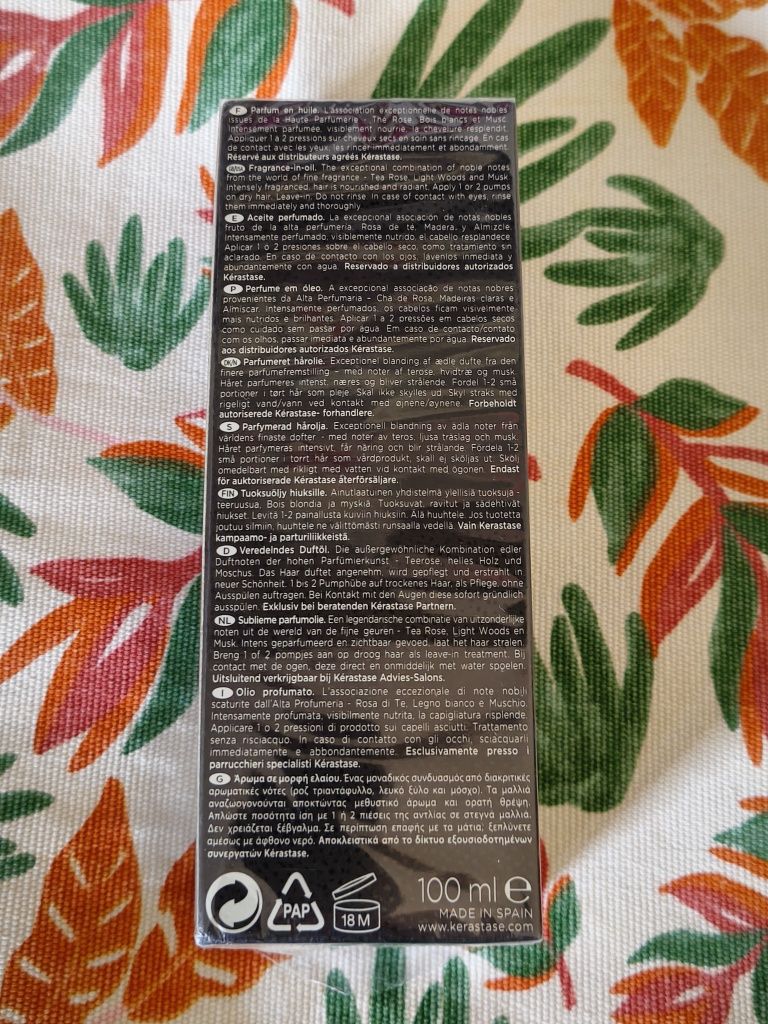 F Parfum en huile. L'association exceptionnelle de notes nobles
issues de la Haute Parfumerie - Thé Rose, Bois blancs et Musc.
Intensément parfumée, visiblement nourrie, la chevelure resplendit.
Appliquer 1 à 2 pressions sur cheveux secs en soin sans rinçage. En cas
de contact avec les yeux, les rincer immédiatement et abondamment.
Réservé aux distributeurs agréés Kérastase.
Fragrance-in-oil. The exceptional combination of noble notes
from the world of fine fragrance - Tea Rose, Light Woods and Musk.
Intensely fragranced, hair is nourished and radiant. Apply 1 or 2 pumps
on dry hair. Leave-in. Do not rinse. In case of contact with eyes, rinse
them immediately and thoroughly.
E Aceite perfumado. La excepcional asociación de notas nobles
fruto de la alta perfumería, Rosa de té, Madera, y Almizcle.
Intensamente perfumado, visiblemente nutrido, el cabello resplandece.
Aplicar 1 ó 2 presiones sobre el cabello seco, como tratamiento sin
aclarado. En caso de contacto con los ojos, lávenlos inmediata y
abundantemente con agua. Reservado a distribuidores autorizados
Kérastase.
P Perfume em óleo. A excepcional associação de notas nobres
provenientes da Alta Perfumaria - Cha de Rosa, Madeiras claras e
Almíscar. Intensamente perfumados, os cabelos ficam visivelmente
mais nutridos e brilhantes. Aplicar 1 a 2 pressões em cabelos secos
como cuidado sem passar por água. Em caso de contacto/contato
com os olhos, passar imediata e abundantemente por água. Reservado
aos distribuidores autorizados Kérastase.
DK/N Parfumeret hårolie. Exceptionel blanding af ædle dufte fra den
finere parfumefremstilling - med noter af terose, hvidtræ og musk.
Håret parfumeres intenst, næres og bliver strålende. Fordel 1-2 små
portioner i tørt hår som pleje. Skal ikke skylles ud. Skyl straks med
rigeligt vand/vann ved kontakt med øjnene/øynene. Forbeholdt
autoriserede Kérastase- forhandlere.
S Parfymerad hårolja. Exceptionell blandning av ädla noter från
världens finaste dofter - med noter av teros, ljusa träslag och musk.
Håret parfymeras intensivt, får näring och blir strålande. Fördela 1-2
små portioner i torrt hår som vårdprodukt, skall ej sköljas ut. Skölj
omedelbart med rikligt med vatten vid kontakt med ögonen. Endast
för auktoriserade Kérastase återförsäljare.
FIN Tuoksuöljy hiuksille. Ainutlaatuinen yhdistelmä ylellisiä tuoksuja -
teeruusua, Bois blondia ja myskiä. Tuoksuvat, ravitut ja sädehtivät
hiukset. Levitä 1-2 painallusta kuiviin hiuksiin. Älä huuhtele. Jos tuotetta
joutuu silmiin, huuhtele ne välittömästi runsaalla vedellä. Vain Kerastase
kampaamo- ja parturiliikkeistä.
D Veredelndes Duftöl. Die außergewöhnliche Kombination edler
Duftnoten der hohen Parfümierkunst - Teerose, helles Holz und
Moschus. Das Haar duftet angenehm, wird gepflegt und erstrahlt in
neuer Schönheit. 1 bis 2 Pumphübe auf trockenes Haar, als Pflege, ohne
Ausspülen auftragen. Bei Kontakt mit den Augen diese sofort gründlich
ausspülen. Exklusiv bei beratenden Kérastase Partnern.
NL Sublieme parfumolie. Een legendarische combinatie van uitzonderlijke
noten uit de wereld van de fijne geuren - Tea Rose, Light Woods en
Musk. Intens geparfumeerd en zichtbaar gevoed, laat het haar stralen.
Breng 1 of 2 pompjes aan op droog haar als leave-in treatment. Bij
contact met de ogen, deze direct en onmiddelijk met water spoelen.
Uitsluitend verkrijgbaar bij Kérastase Advies-Salons.
I Olio profumato. L'associazione eccezionale di note nobili
scaturite dall'Alta Profumeria - Rosa di Te, Legno bianco e Muschio.
Intensamente profumata, visibilmente nutrita, la capigliatura risplende.
Applicare 1 o 2 pressioni di prodotto sui capelli asciutti. Trattamento
senza risciacquo. In caso di contatto con gli occhi, sciacquarli
immediatamente e abbondantemente. Esclusivamente presso i
parrucchieri specialisti Kérastase.
G Άρωμα σε μορφή ελαίου. Ένας μοναδικός συνδυασμός από διακριτικές
αρωματικές νότες (ροζ τριαντάφυλλο, λευκό ξύλο και μόσχο). Τα μαλλιά
αναζωογονούνται αποκτώντας μεθυστικό άρωμα και ορατή θρέψη.
Απλώστε ποσότητα ίση με 1 ή 2 πιέσεις της αντλίας σε στεγνά μαλλιά.
Δεν χρειάζεται ξέβγαλμα. Σε περίπτωση επαφής με τα μάτια, ξεπλύνετε
αμέσως με άφθονο νερό. Αποκλειστικά από το δίκτυο εξουσιοδοτημένων
συνεργατών Kérastase.
PAP
18 M
100 ml e
MADE IN SPAIN
www.kerastase.com